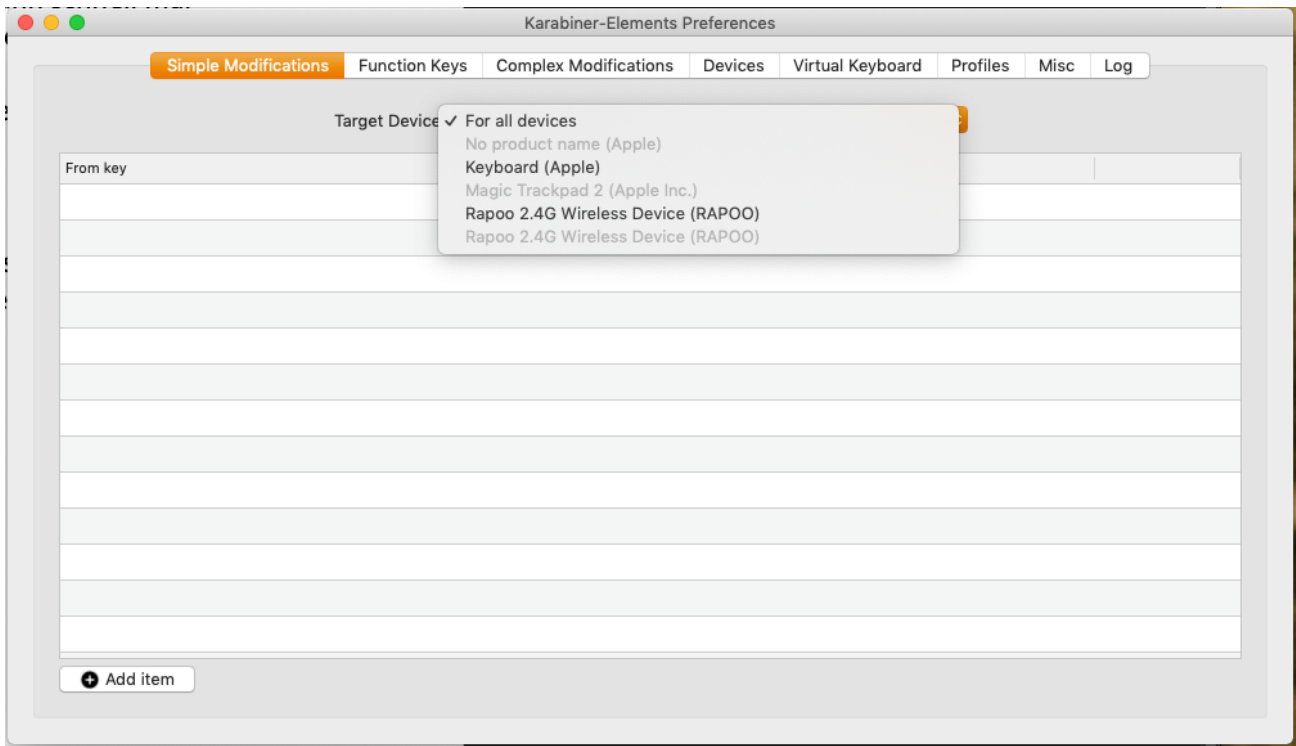 Karabiner-Elements Preferences
Simple Modifications Function Keys Complex Modifications Devices Virtual Keyboard Profiles Misc Log
Target Device ✓ For all devices
No product name (Apple)
From key Keyboard (Apple)
Magic Trackpad 2 (Apple Inc.)
Rapoo 2.4G Wireless Device (RAPOO)
Rapoo 2.4G Wireless Device (RAPOO)
Add item